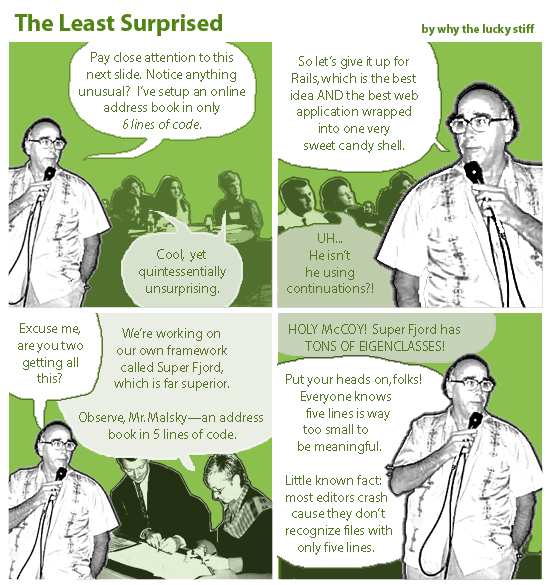 The Least Surprised
by why the lucky stiff
Pay close attention to this
next slide. Notice anything
unusual? I've setup an online
address book in only
6 lines of code.
Cool, yet
quintessentially
unsurprising.
So let's give it up for
Rails, which is the best
idea AND the best web
application wrapped
into one very
sweet candy shell.
UH...
He isn't
he using
continuations?!
Excuse me,
are you two
getting all
this?
We're working on
our own framework
called Super Fjord,
which is far superior.
Observe, Mr. Malsky—an address
book in 5 lines of code.
HOLY McCOY! Super Fjord has
TONS OF EIGENCLASSES!
Put your heads on, folks!
Everyone knows
five lines is way
too small to
be meaningful.
Little known fact:
most editors crash
cause they don't
recognize files with
only five lines.